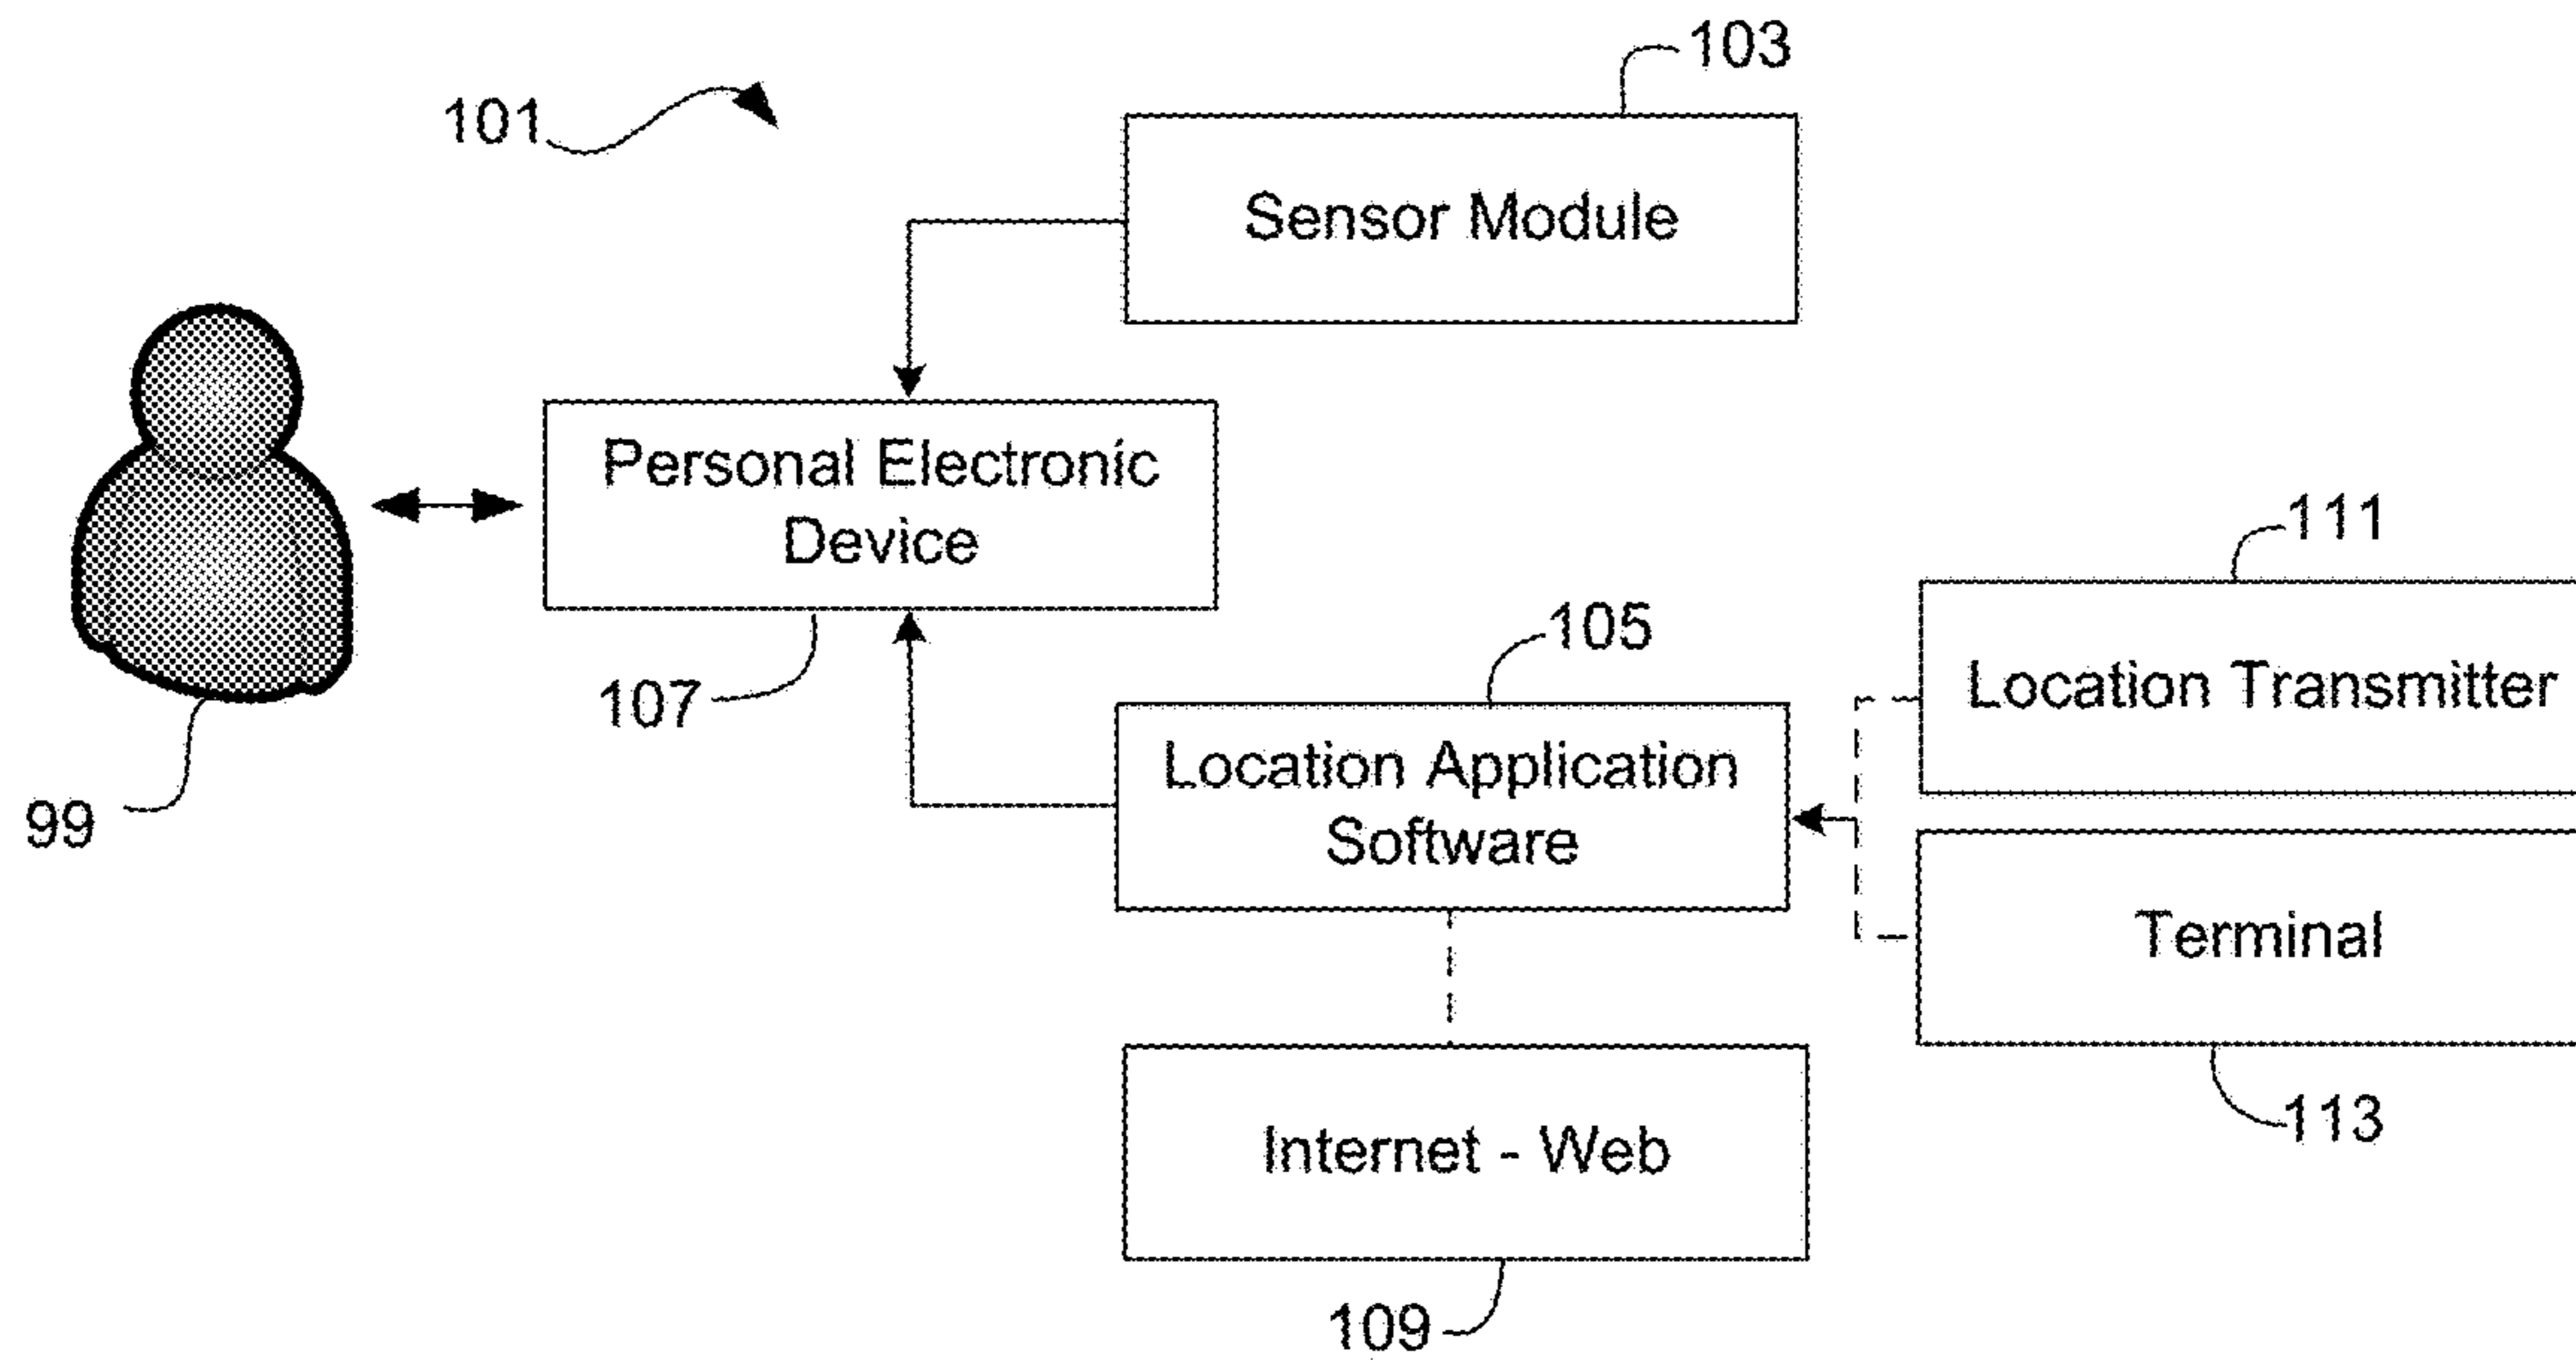 103
101
Sensor Module
Personal Electronic
Device
111
105
107
Location Transmitter
Location Application
Software
99
Terminal
113
Internet - Web
109